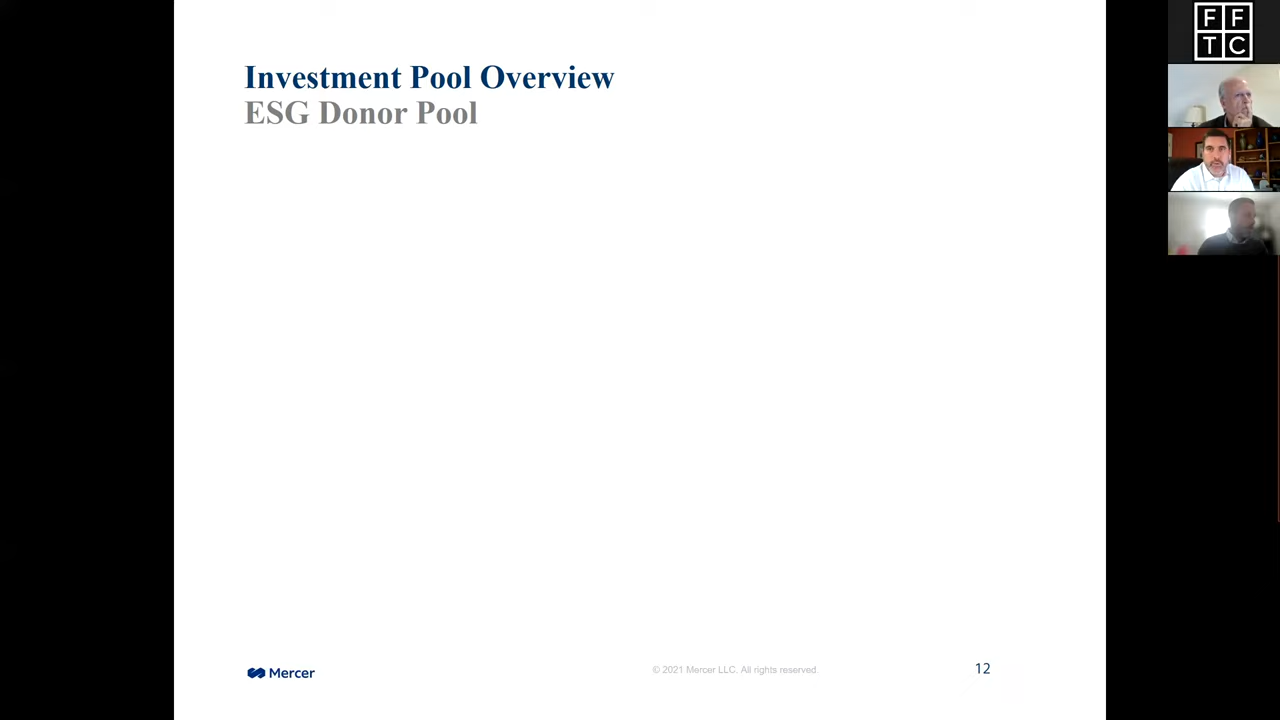 Investment Pool Overview
ESG Donor Pool
Mercer
© 2021 Mercer LLC. All rights reserved.
12
F F
T C